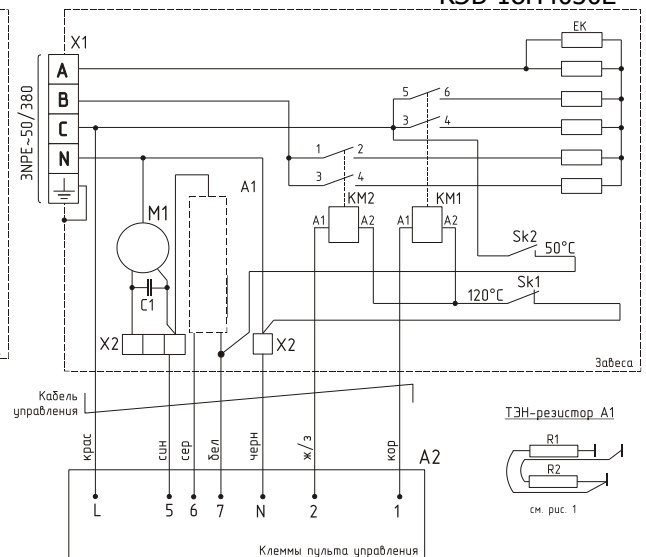 X1
EK
A
B
C
N
3NPE~50/380
5 6
3 4
1 2
3 4
A1
M1
C1
KM2
KM1
A1 A2 A1 A2
Sk2
50°C
Sk1
120°C
X2
X2
Завеса
Кабель
управления
крас
син
сер
бел
черн
ж/з
кор
A2
L 5 6 7 N 2 1
Клеммы пульта управления
ТЭН-резистор A1
R1
R2
см. рис. 1